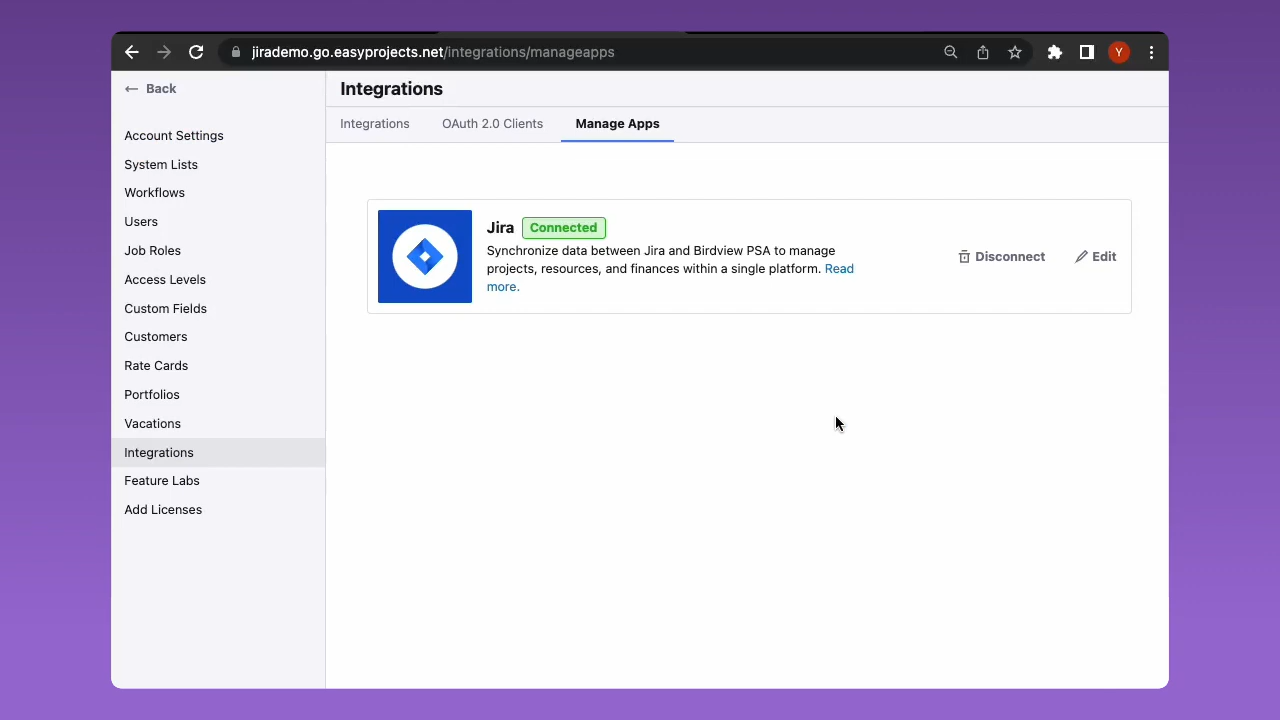 jirademo.go.easyprojects.net/integrations/manageapps
Y
Back
Account Settings
System Lists
Workflows
Users
Job Roles
Access Levels
Custom Fields
Customers
Rate Cards
Portfolios
Vacations
Integrations
Feature Labs
Add Licenses
Integrations
Integrations OAuth 2.0 Clients Manage Apps
Jira Connected
Synchronize data between Jira and Birdview PSA to manage
projects, resources, and finances within a single platform. Read
more.
Disconnect Edit